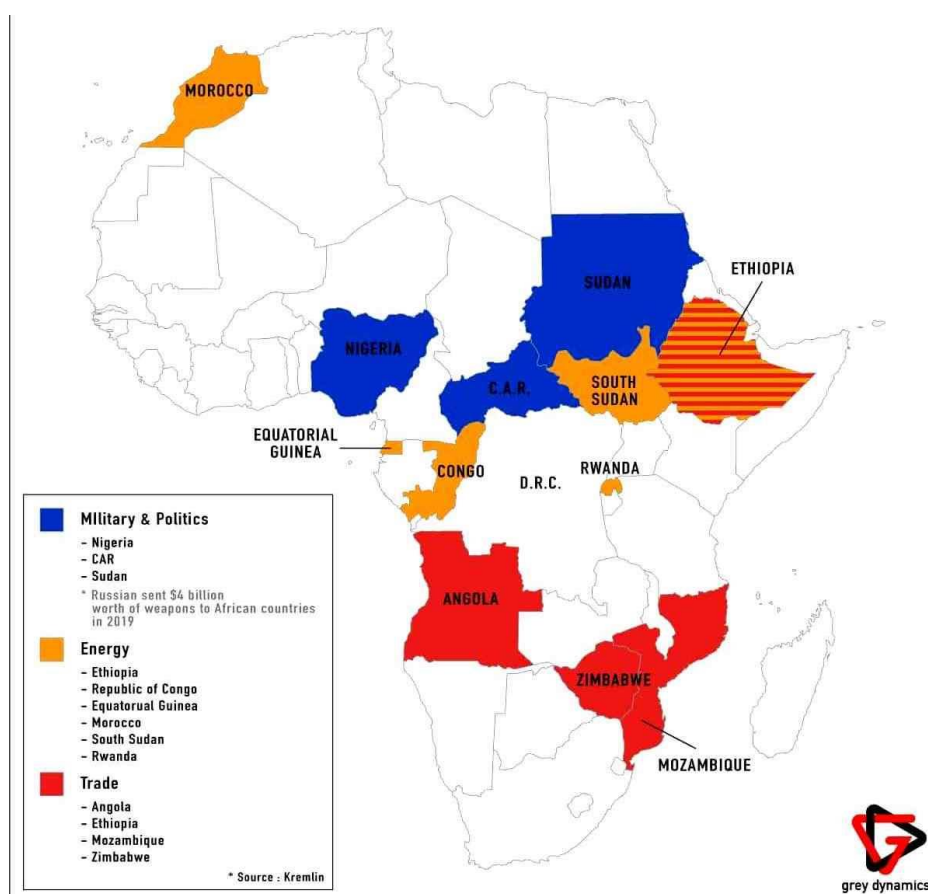 MOROCCO
SUDAN
ETHIOPIA
NIGERIA
C.A.R.
SOUTH
SUDAN
EQUATORIAL
GUINEA
CONGO
D.R.C.
RWANDA
ANGOLA
ZIMBABWE
MOZAMBIQUE
MIlitary & Politics
- Nigeria
- CAR
- Sudan
* Russian sent $4 billion
worth of weapons to African countries
in 2019
Energy
- Ethiopia
- Republic of Congo
- Equatorual Guinea
- Morocco
- South Sudan
- Rwanda
Trade
- Angola
- Ethiopia
- Mozambique
- Zimbabwe
* Source : Kremlin
grey dynamics